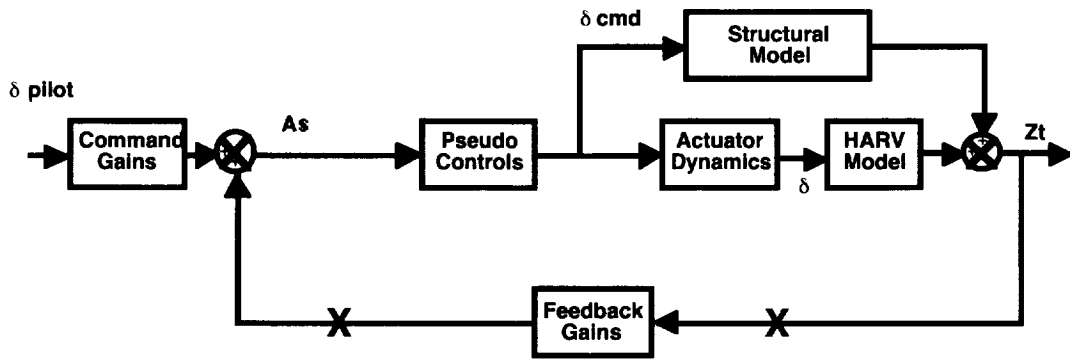 δ cmd
Structural
Model
δ pilot
Command
Gains
As
Pseudo
Controls
Actuator
Dynamics
δ
HARV
Model
Zt
Feedback
Gains
X
X